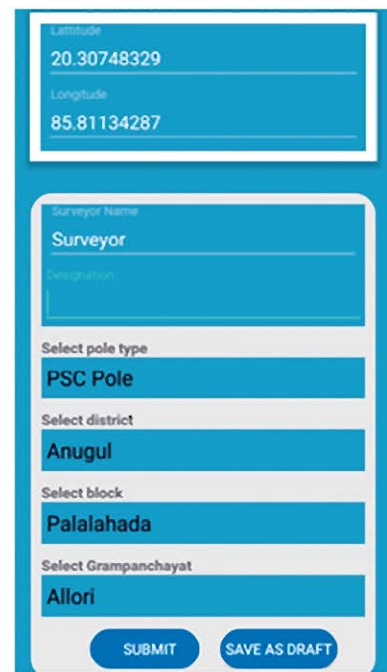 Lattitude
20.30748329
Longitude
85.81134287
Surveyor Name
Surveyor
Designation
Select pole type
PSC Pole
Select district
Anugul
Select block
Palalahada
Select Grampanchayat
Allori
SUBMIT SAVE AS DRAFT